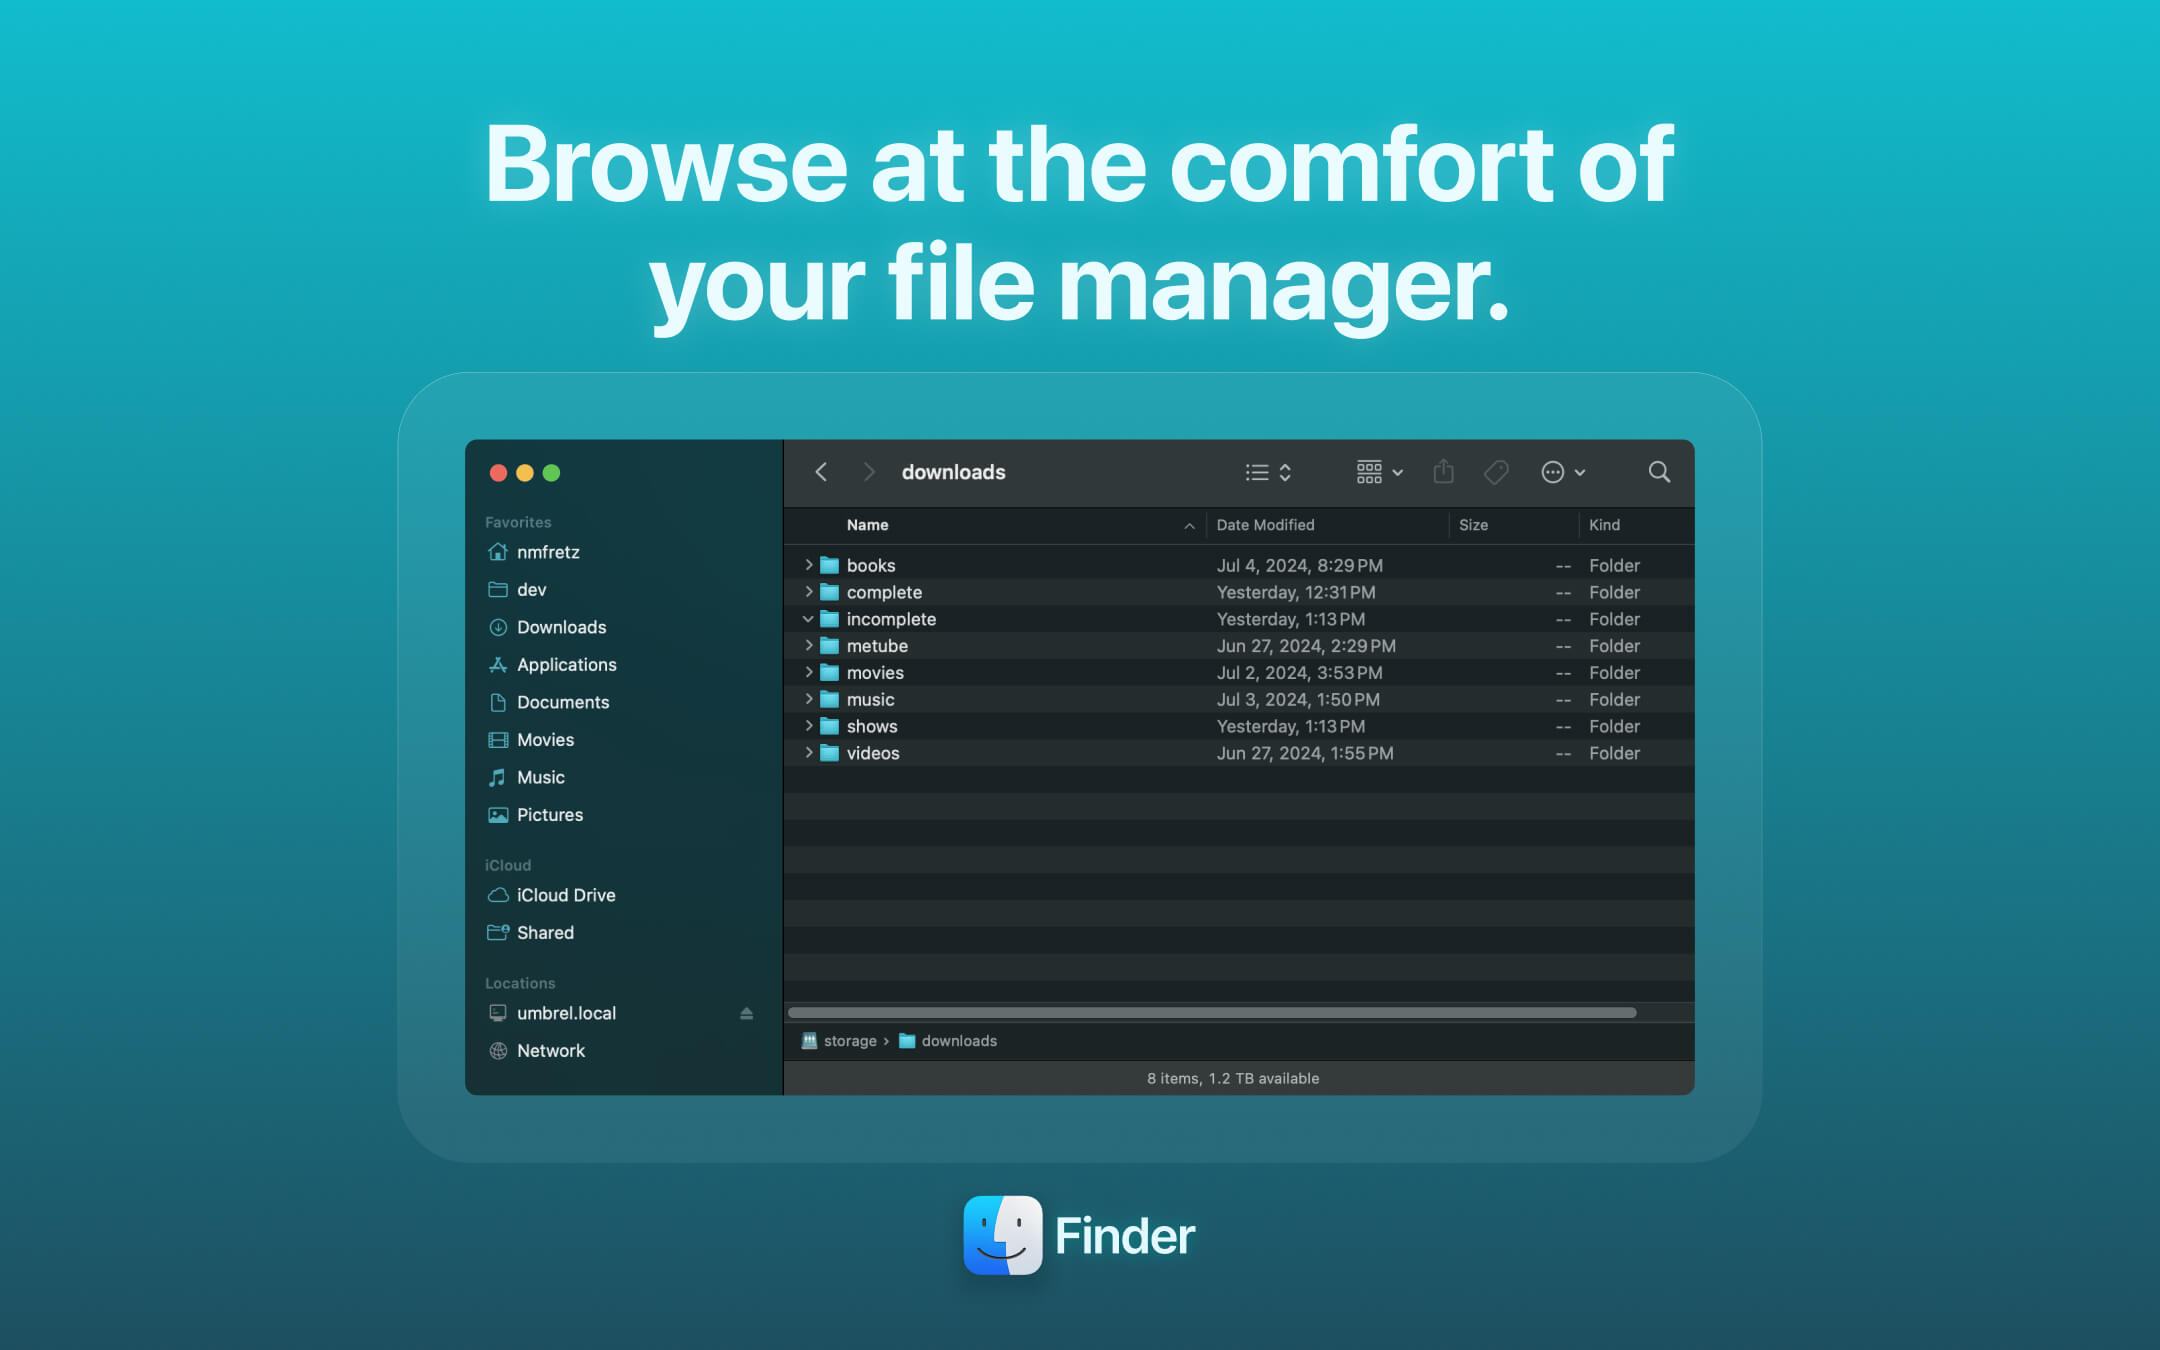 Browse at the comfort of
your file manager.
downloads
Favorites
nmfretz
dev
Downloads
Applications
Documents
Movies
Music
Pictures
iCloud
iCloud Drive
Shared
Locations
umbrel.local
Network
Name Date Modified Size Kind
books Jul 4, 2024, 8:29 PM -- Folder
complete Yesterday, 12:31 PM -- Folder
incomplete Yesterday, 1:13 PM -- Folder
metube Jun 27, 2024, 2:29 PM -- Folder
movies Jul 2, 2024, 3:53 PM -- Folder
music Jul 3, 2024, 1:50 PM -- Folder
shows Yesterday, 1:13 PM -- Folder
videos Jun 27, 2024, 1:55 PM -- Folder
storage › downloads
8 items, 1.2 TB available
Finder